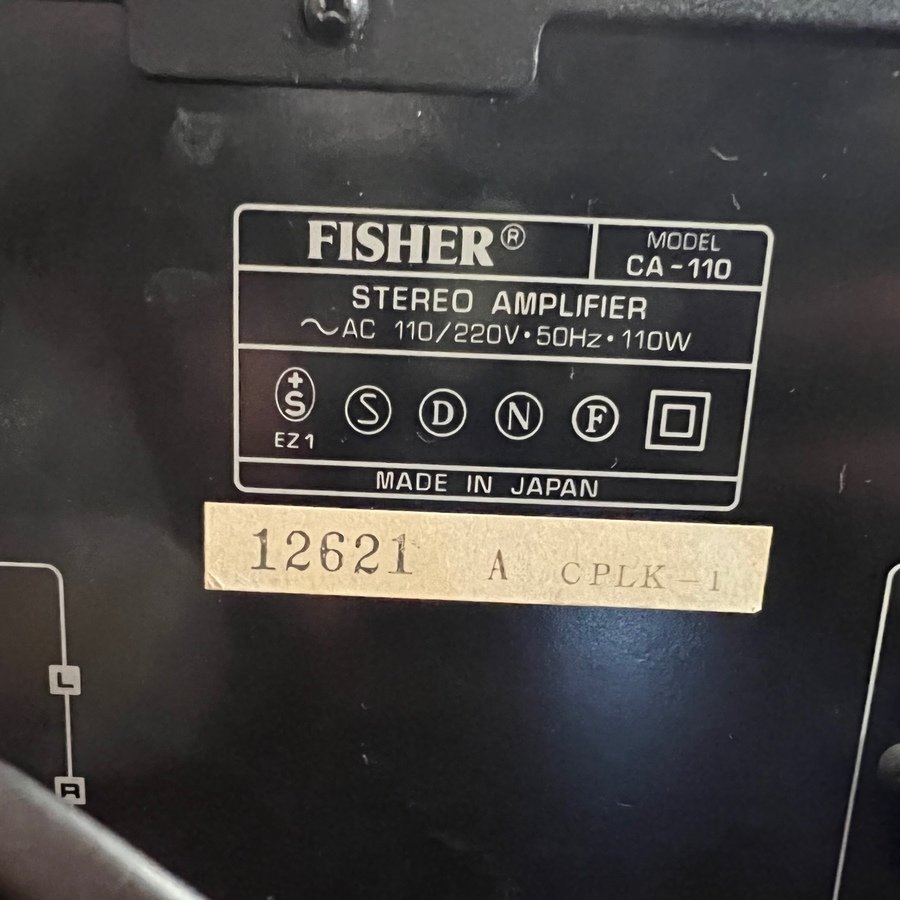 FISHER®
MODEL
CA-110
STEREO AMPLIFIER
~AC 110/220V•50Hz•110W
+S S D N F
EZ1
MADE IN JAPAN
12621 A CPLK-1
L
R